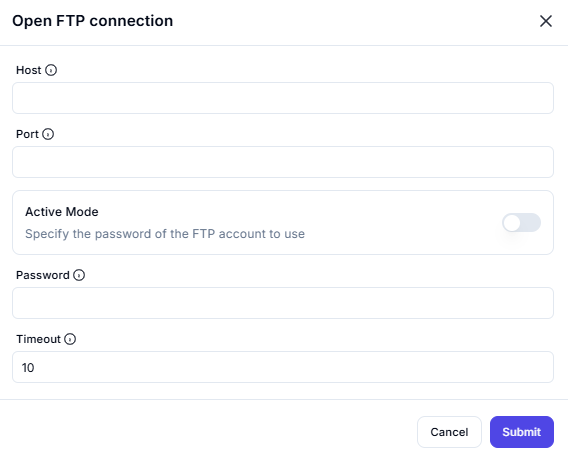 Open FTP connection
Host
Port
Active Mode
Specify the password of the FTP account to use
Password
Timeout
10
Cancel Submit